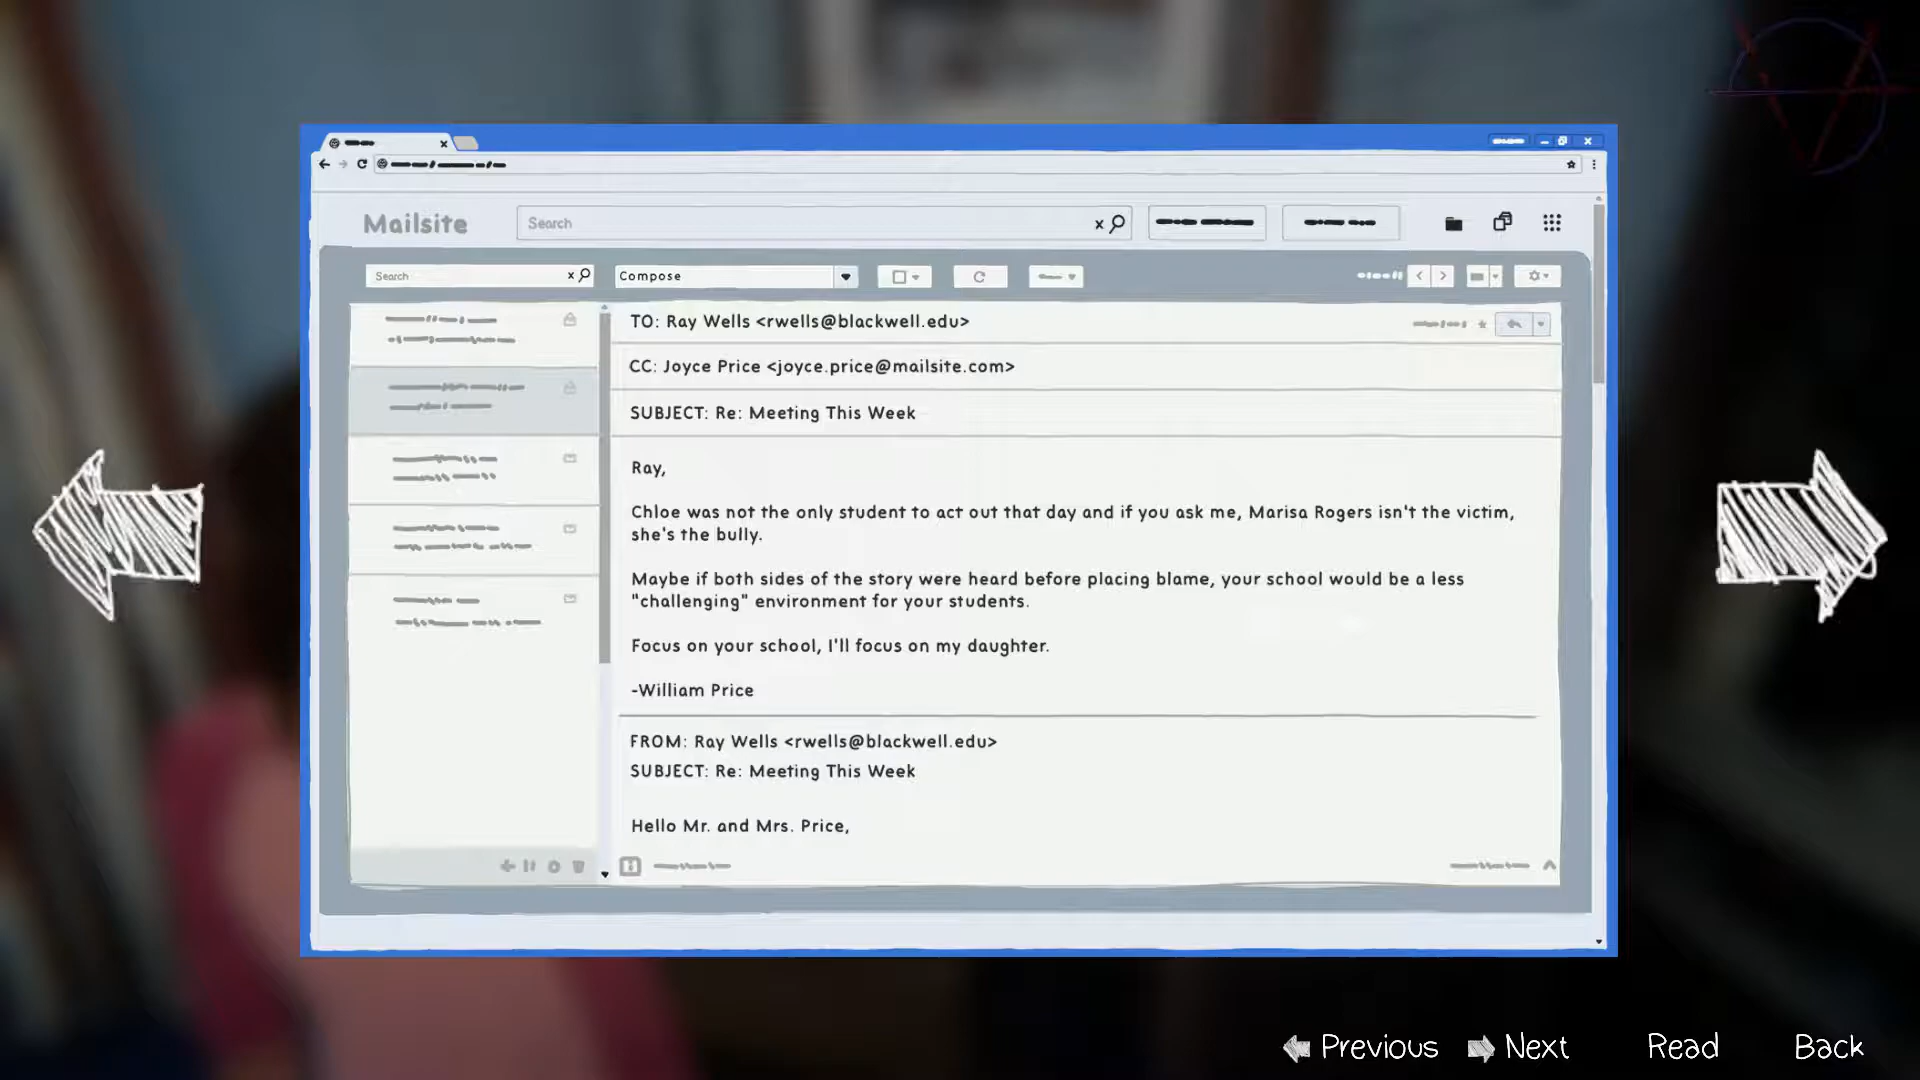 Mailsite
Search
Search
Compose
TO: Ray Wells <rwells@blackwell.edu>
CC: Joyce Price <joyce.price@mailsite.com>
SUBJECT: Re: Meeting This Week
Ray,
Chloe was not the only student to act out that day and if you ask me, Marisa Rogers isn't the victim,
she's the bully.
Maybe if both sides of the story were heard before placing blame, your school would be a less
"challenging" environment for your students.
Focus on your school, I'll focus on my daughter.
-William Price
FROM: Ray Wells <rwells@blackwell.edu>
SUBJECT: Re: Meeting This Week
Hello Mr. and Mrs. Price,
Previous
Next
Read
Back